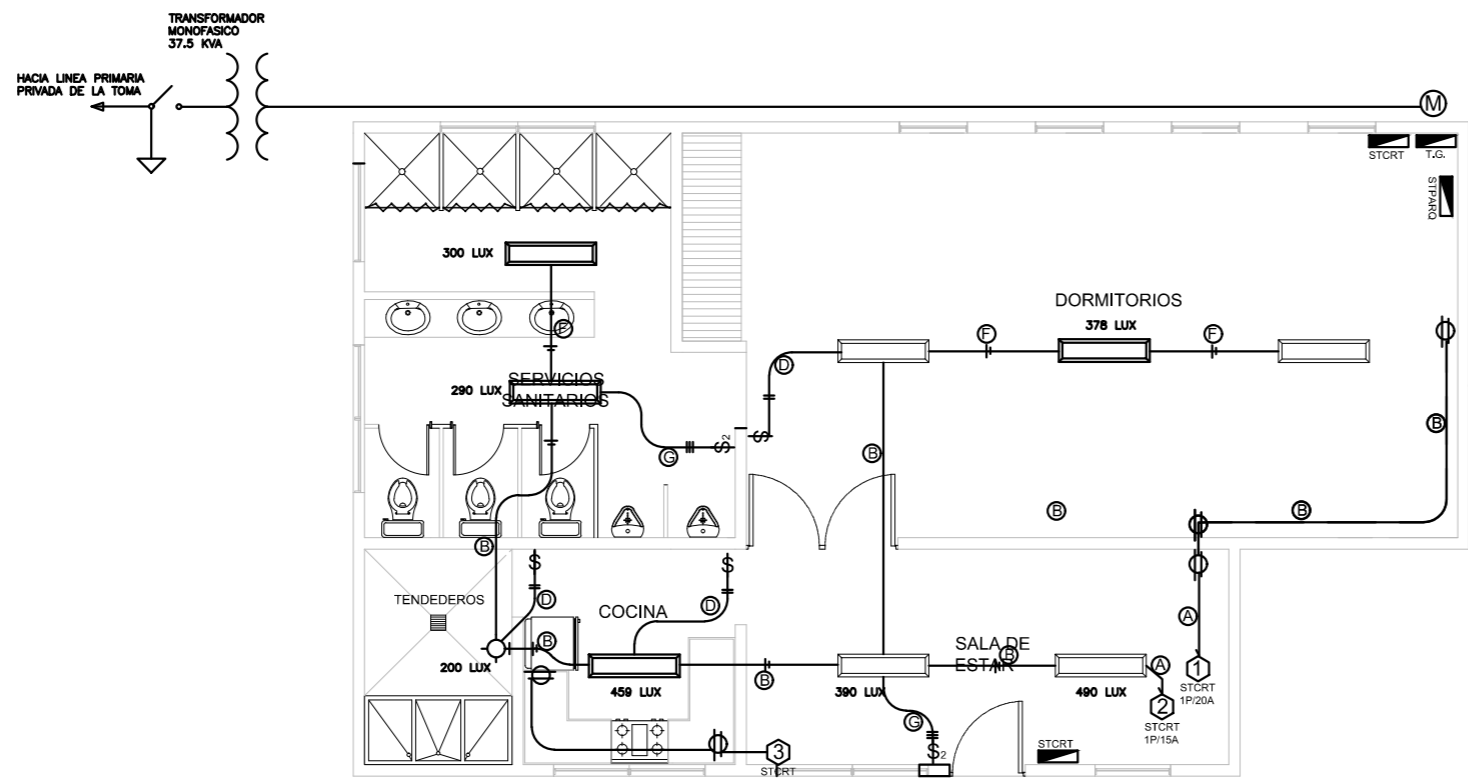 TRANSFORMADOR
MONOFASICO
37.5 KVA
HACIA LINEA PRIMARIA
PRIVADA DE LA TOMA
M
STCRT
T.G.
STPARQ
300 LUX
DORMITORIOS
378 LUX
F
F
F
D
290 LUX
SERVICIOS
SANITARIOS
S2
S
G
B
B
B
B
B
S
S
TENDEDEROS
D
COCINA
D
A
B
200 LUX
459 LUX
B
390 LUX
SALA DE
ESTAR
B
490 LUX
A
1
STCRT
1P/20A
2
STCRT
1P/15A
G
S2
STCRT
3
STCRT